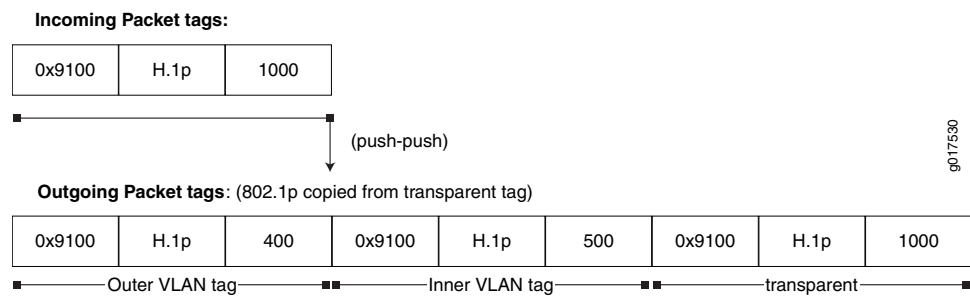 Incoming Packet tags:
0x9100 H.1p 1000
(push-push)
g017530
Outgoing Packet tags: (802.1p copied from transparent tag)
0x9100 H.1p 400 0x9100 H.1p 500 0x9100 H.1p 1000
Outer VLAN tag Inner VLAN tag transparent